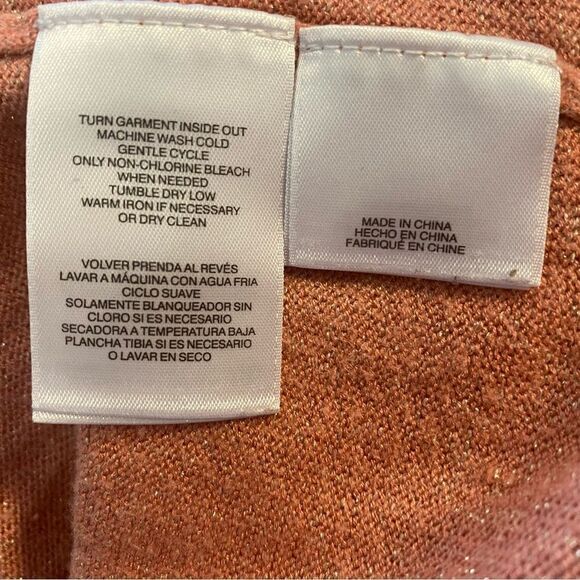 TURN GARMENT INSIDE OUT
MACHINE WASH COLD
GENTLE CYCLE
ONLY NON-CHLORINE BLEACH
WHEN NEEDED
TUMBLE DRY LOW
WARM IRON IF NECESSARY
OR DRY CLEAN
VOLVER PRENDA AL REVÉS
LAVAR A MÁQUINA CON AGUA FRIA
CICLO SUAVE
SOLAMENTE BLANQUEADOR SIN
CLORO SI ES NECESARIO
SECADORA A TEMPERATURA BAJA
PLANCHA TIBIA SI ES NECESARIO
O LAVAR EN SECO
MADE IN CHINA
HECHO EN CHINA
FABRIQUÉ EN CHINE